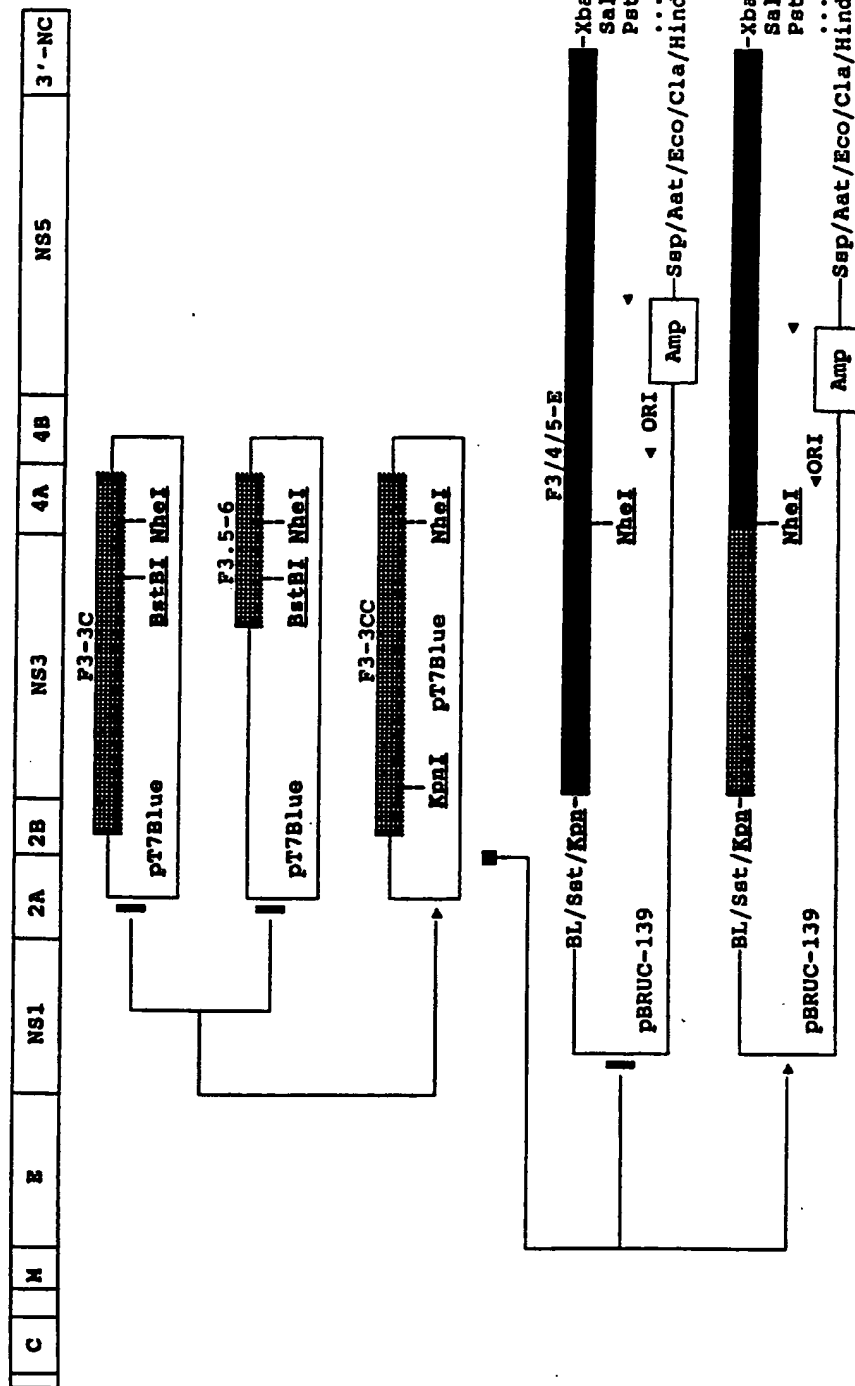 C M E NS1 2A 2B NS3 4A 4B NS5 3'-NC
F3-3C
BstBI NheI
pT7Blue
F3.5-6
BstBI NheI
pT7Blue
F3-3CC
KpnI pT7Blue NheI
F3/4/5-E
BL/Sst/Kpn
Xba
Sal
Pst
...
NheI
ORI
Amp
Ssp/Aat/Eco/Cla/Hind
pBRUC-139
BL/Sst/Kpn
Xba
Sal
Pst
...
NheI
ORI
Amp
Ssp/Aat/Eco/Cla/Hind
pBRUC-139